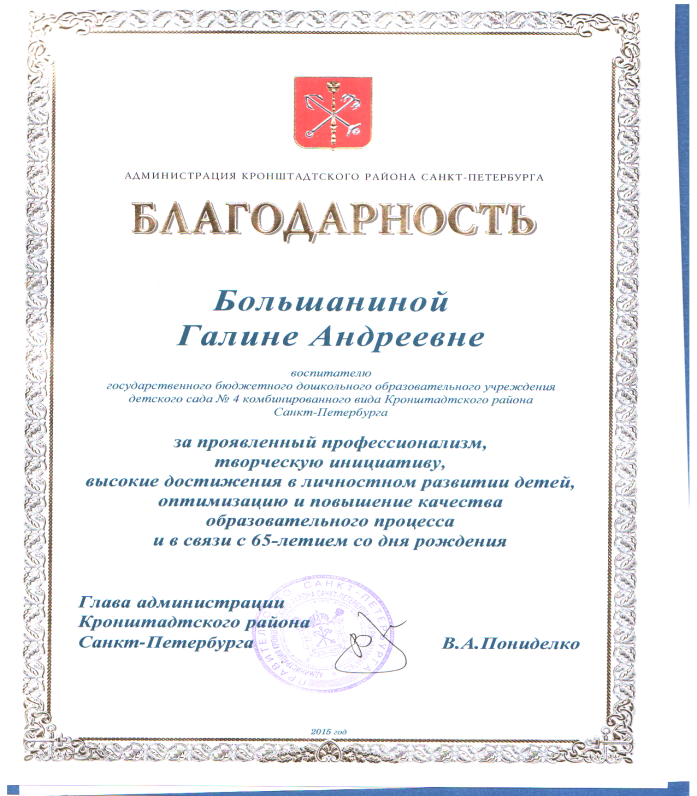 АДМИНИСТРАЦИЯ КРОНШТАДТСКОГО РАЙОНА САНКТ-ПЕТЕРБУРГА
БЛАГОДАРНОСТЬ
Большаниной
Галине Андреевне
воспитателю
государственного бюджетного дошкольного образовательного учреждения
детского сада № 4 комбинированного вида Кронштадтского района
Санкт-Петербурга
за проявленный профессионализм,
творческую инициативу,
высокие достижения в личностном развитии детей,
оптимизацию и повышение качества
образовательного процесса
и в связи с 65-летием со дня рождения
Глава администрации
Кронштадтского района
Санкт-Петербурга
В.А.Пониделко
2015 год